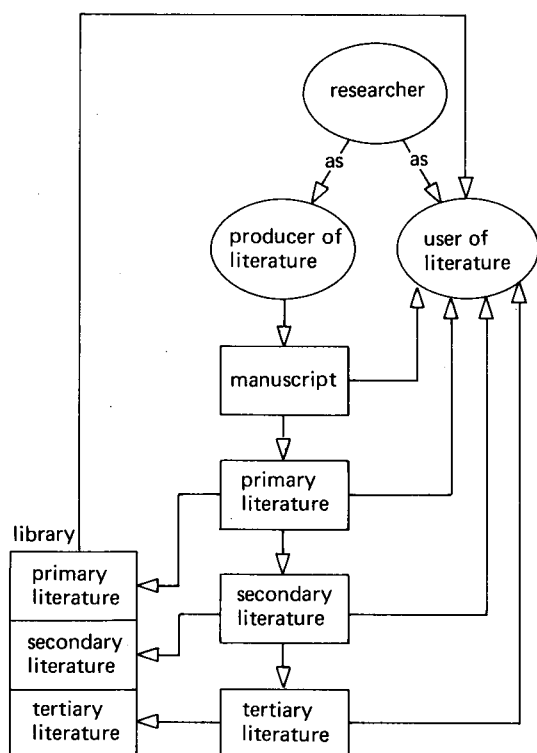 researcher
as
as
producer of
literature
user of
literature
manuscript
primary
literature
library
primary
literature
secondary
literature
secondary
literature
tertiary
literature
tertiary
literature